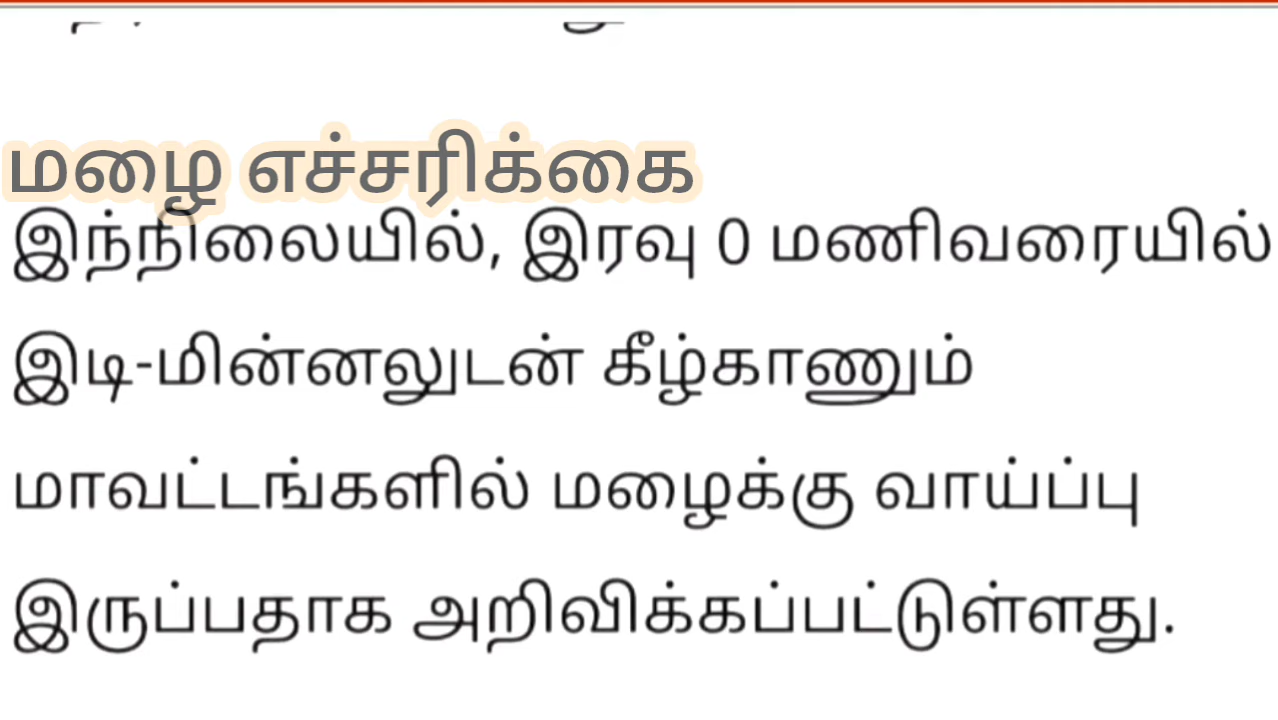 மழை எச்சரிக்கை
இந்நிலையில், இரவு 0 மணிவரையில்
இடி-மின்னலுடன் கீழ்காணும்
மாவட்டங்களில் மழைக்கு வாய்ப்பு
இருப்பதாக அறிவிக்கப்பட்டுள்ளது.